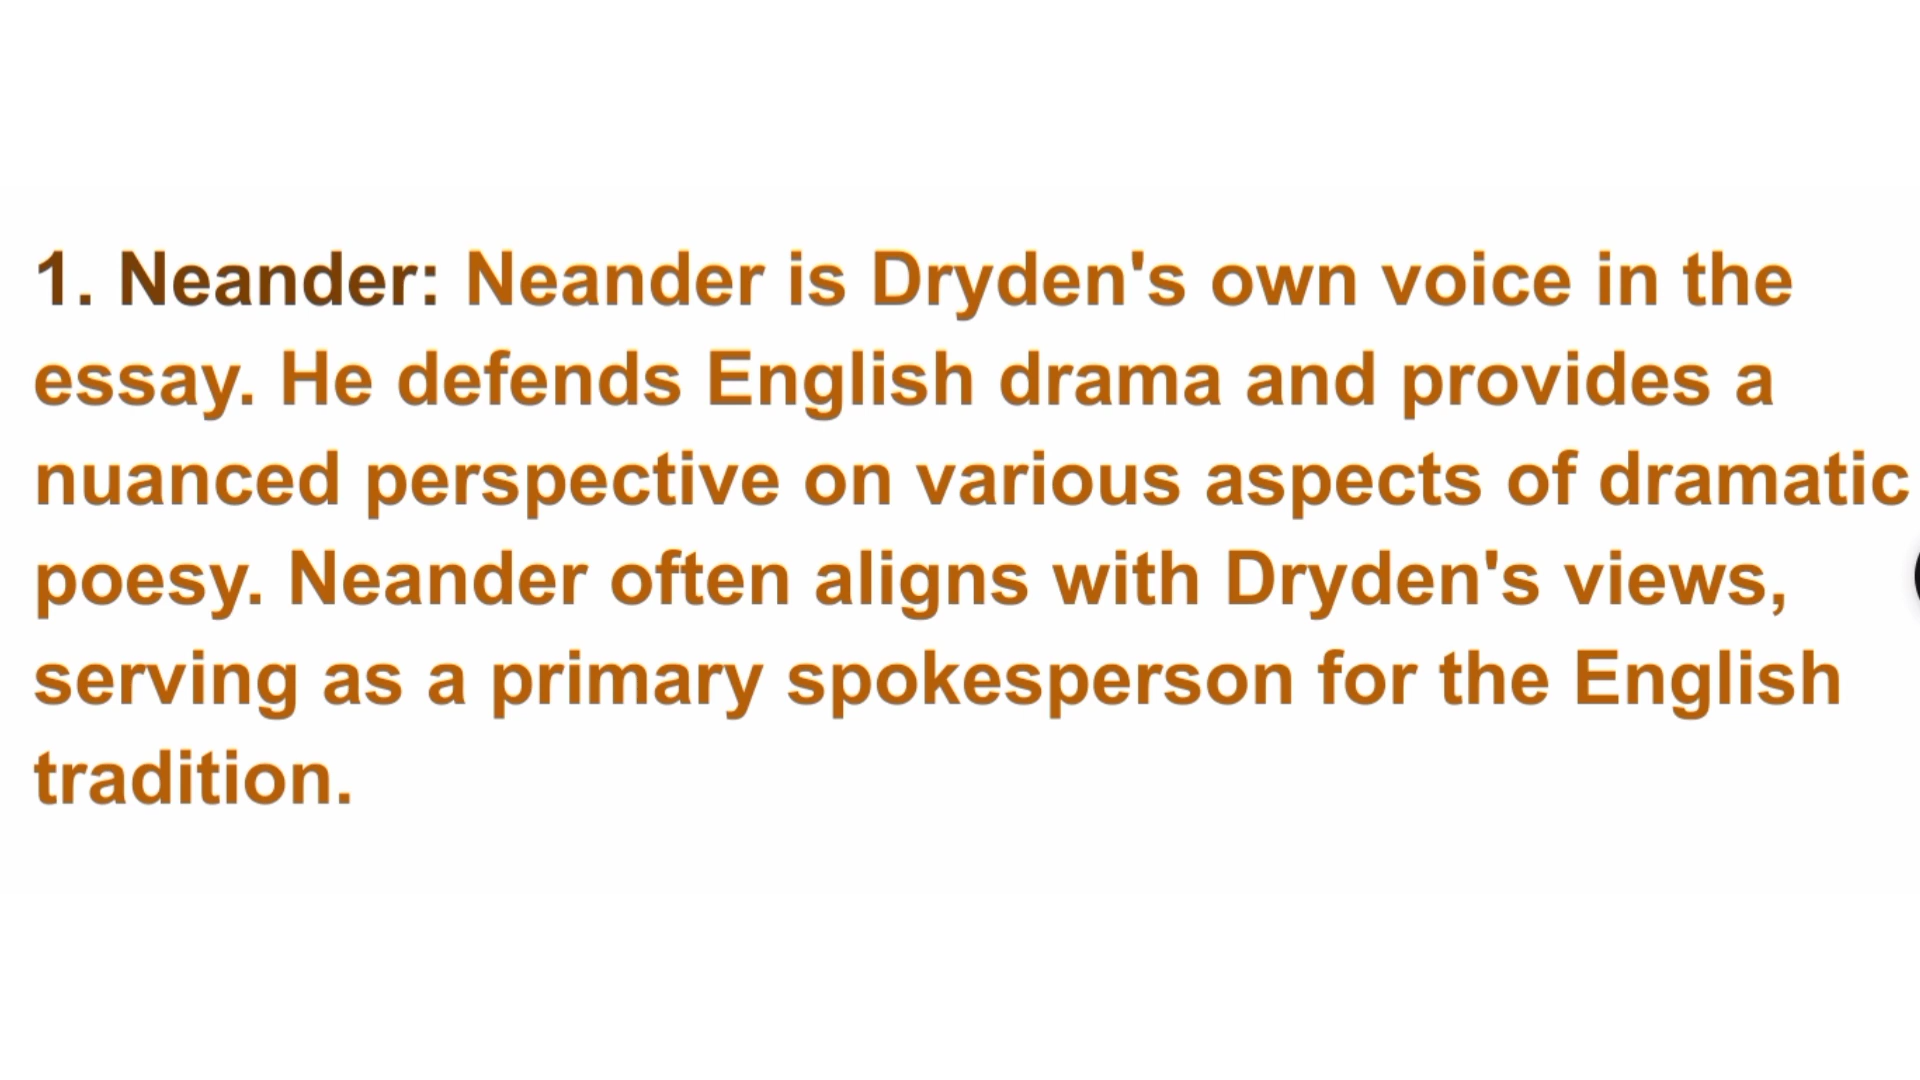 1. Neander: Neander is Dryden's own voice in the
essay. He defends English drama and provides a
nuanced perspective on various aspects of dramatic
poesy. Neander often aligns with Dryden's views,
serving as a primary spokesperson for the English
tradition.